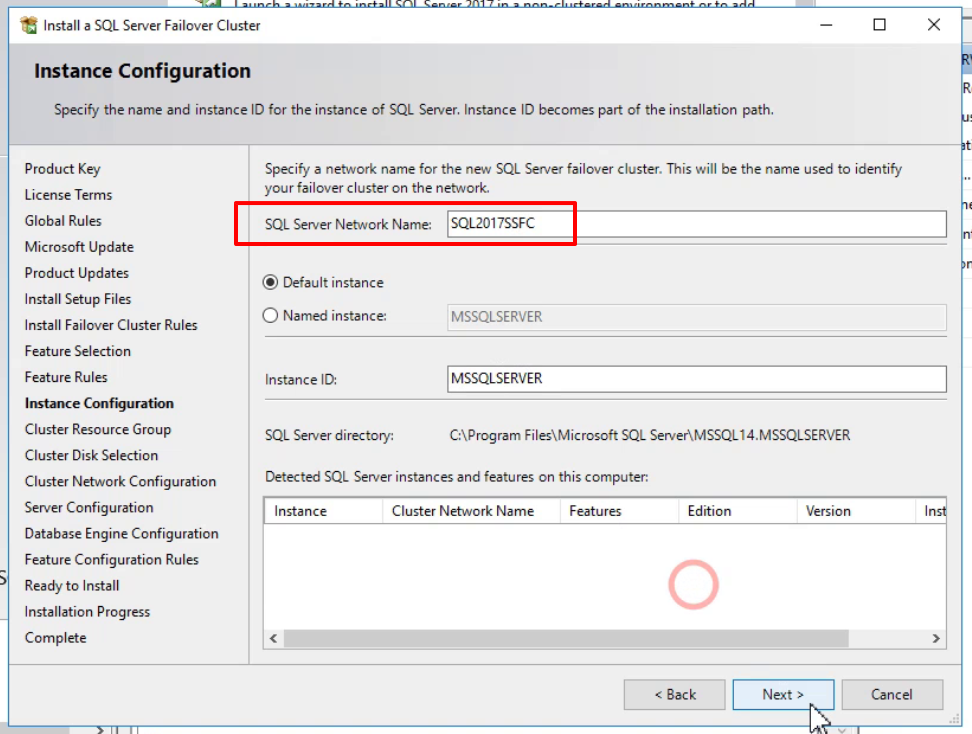 Launch a wizard to install SQL Server 2017 in a non-clustered environment or to add
Install a SQL Server Failover Cluster
Instance Configuration
Specify the name and instance ID for the instance of SQL Server. Instance ID becomes part of the installation path.
Product Key
License Terms
Global Rules
Microsoft Update
Product Updates
Install Setup Files
Install Failover Cluster Rules
Feature Selection
Feature Rules
Instance Configuration
Cluster Resource Group
Cluster Disk Selection
Cluster Network Configuration
Server Configuration
Database Engine Configuration
Feature Configuration Rules
Ready to Install
Installation Progress
Complete
Specify a network name for the new SQL Server failover cluster. This will be the name used to identify
your failover cluster on the network.
SQL Server Network Name: SQL2017SSFC
Default instance
Named instance: MSSQLSERVER
Instance ID: MSSQLSERVER
SQL Server directory: C:\Program Files\Microsoft SQL Server\MSSQL14.MSSQLSERVER
Detected SQL Server instances and features on this computer:
Instance Cluster Network Name Features Edition Version Inst
< Back Next > Cancel